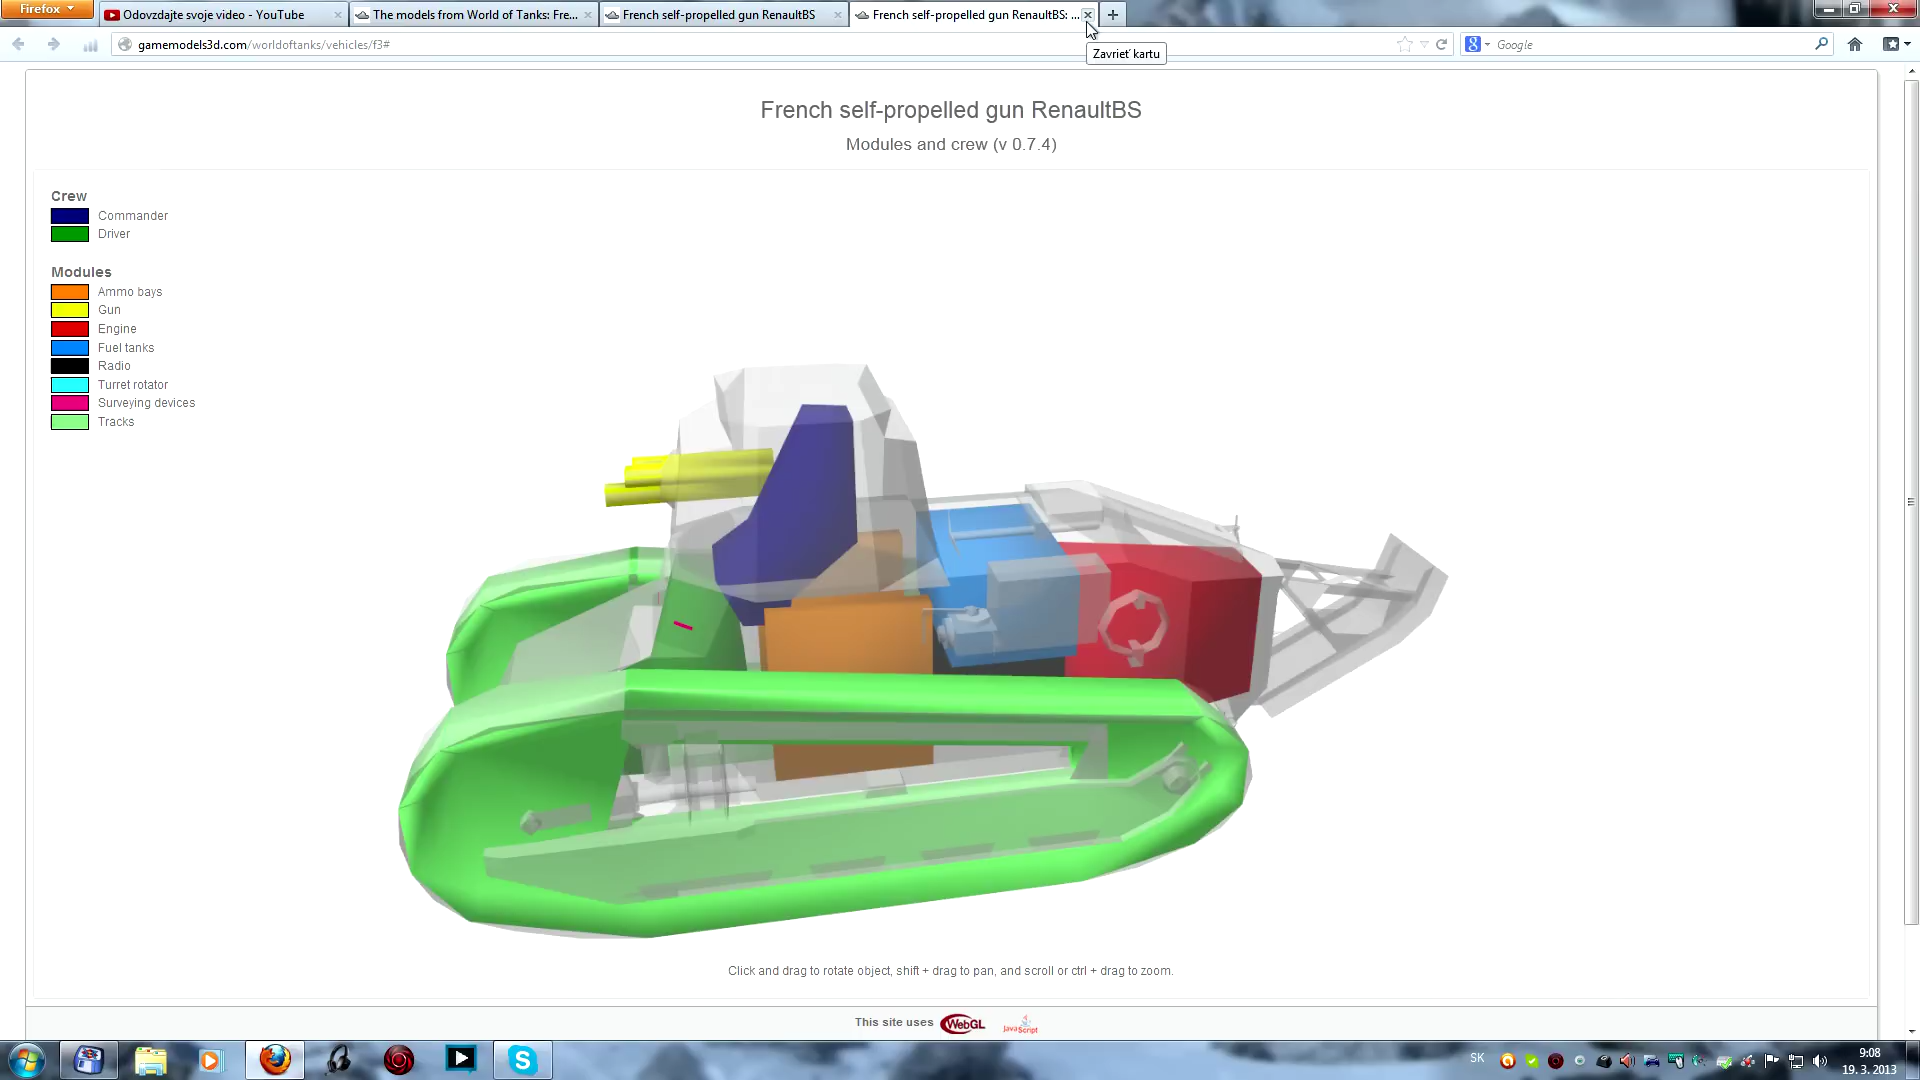 Firefox
Odovzdajte svoje video - YouTube
The models from World of Tanks: Fre...
French self-propelled gun RenaultBS
French self-propelled gun RenaultBS: ...
gamemodels3d.com/worldoftanks/vehicles/f3#
Google
Zavrieť kartu
French self-propelled gun RenaultBS
Modules and crew (v 0.7.4)
Crew
Commander
Driver
Modules
Ammo bays
Gun
Engine
Fuel tanks
Radio
Turret rotator
Surveying devices
Tracks
Click and drag to rotate object, shift + drag to pan, and scroll or ctrl + drag to zoom.
This site uses WebGL JavaScript
SK
9:08
19. 3. 2013